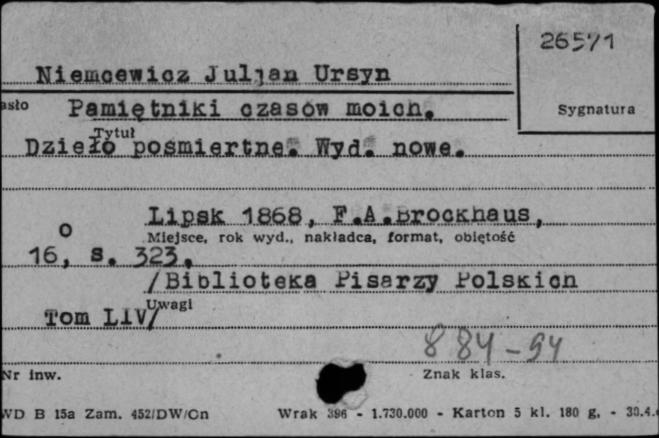 26571
Niemcewicz Juljan Ursyn
asło Pamiętniki czasów moich.
Sygnatura
Tytuł
Dzieło pośmiertne. Wyd. nowe.
Lipsk 1868, F.A.Brockhaus,
Miejsce, rok wyd., nakładca, format, objętość
16o, s. 323.
/Biblioteka Pisarzy Polskich
Uwagi
Tom LIV/
884-94
Nr inw.
Znak klas.
WD B 15a Zam. 452/DW/Cn Wrak 396 - 1.730.000 - Karton 5 kl. 180 g. - 30.4.